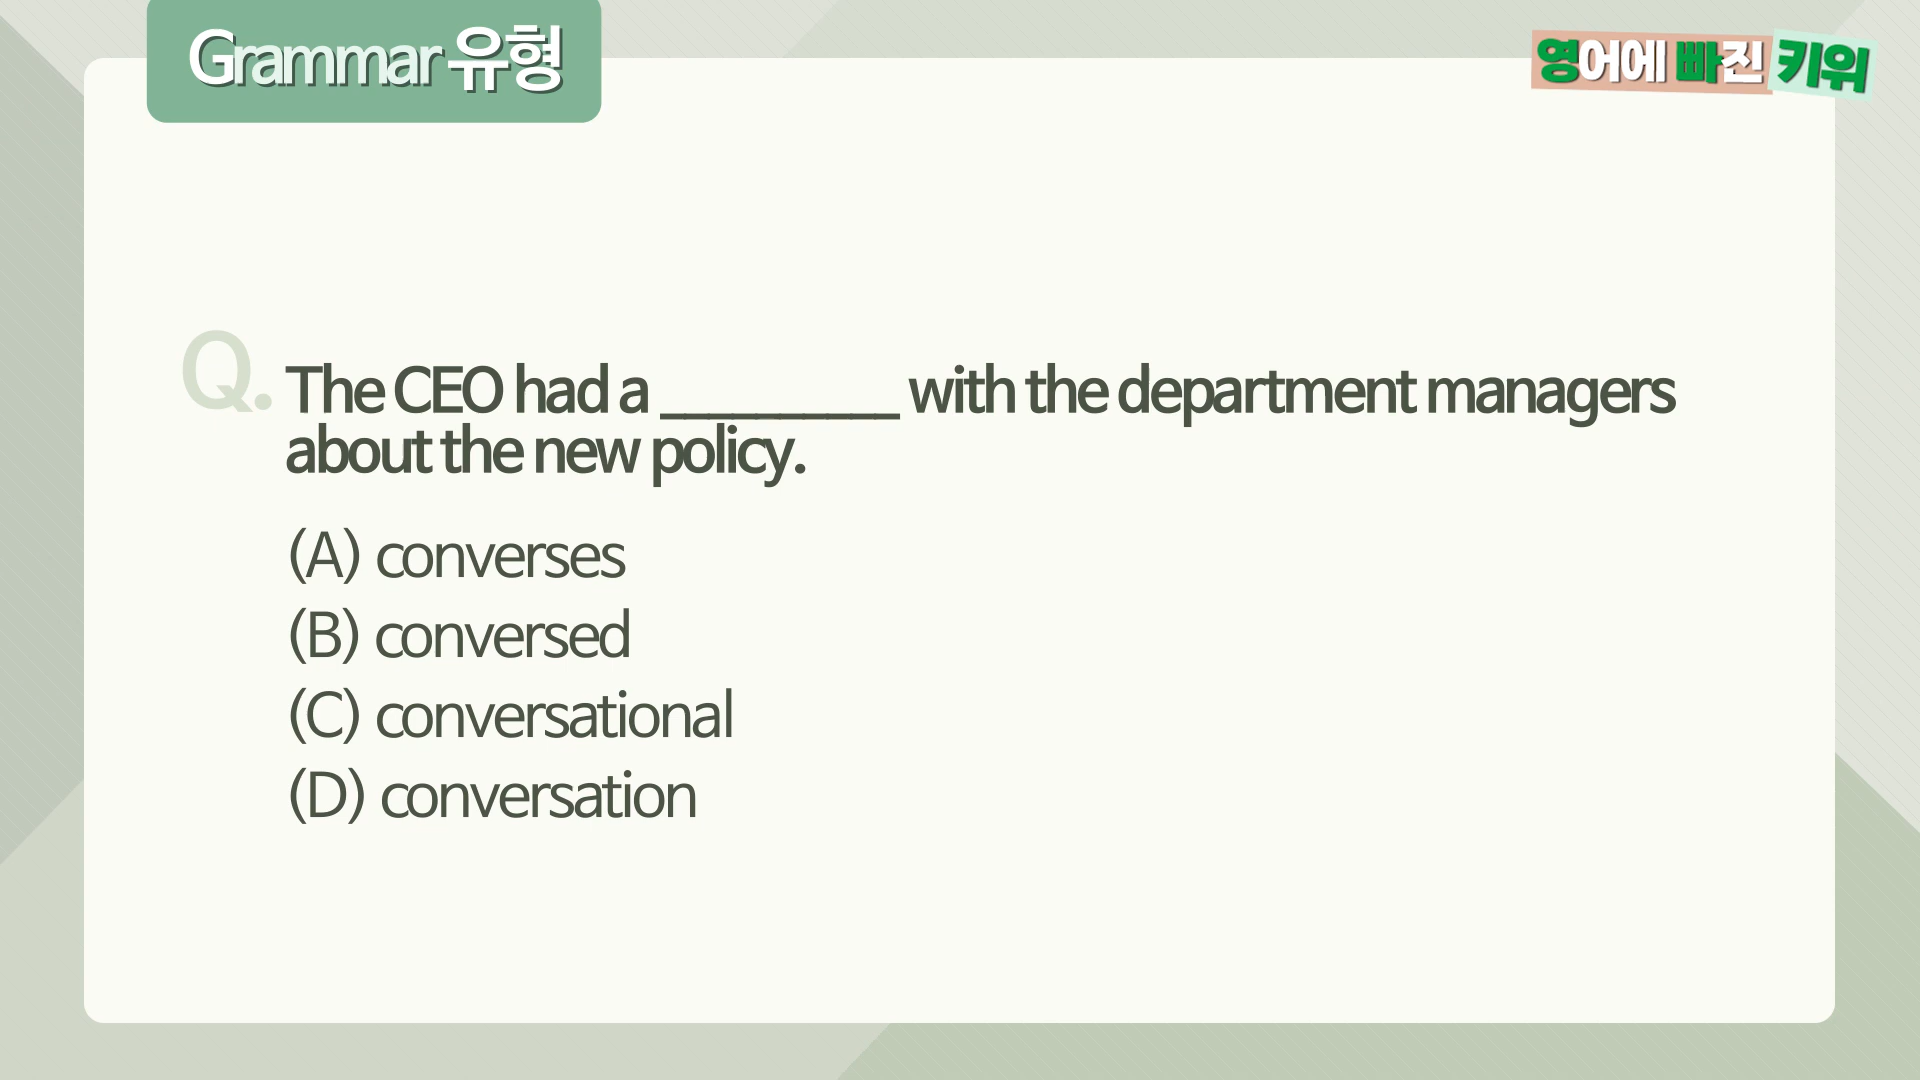 Grammar 유형
영어에 빠진 키위
Q. The CEO had a __________ with the department managers
about the new policy.
(A) converses
(B) conversed
(C) conversational
(D) conversation